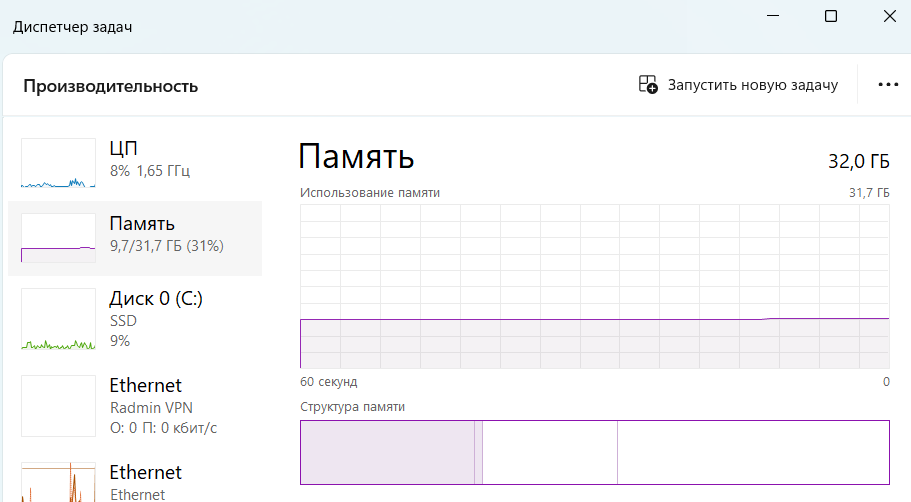 Диспетчер задач
Производительность
Запустить новую задачу
ЦП
8% 1,65 ГГц
Память
9,7/31,7 ГБ (31%)
Диск 0 (C:)
SSD
9%
Ethernet
Radmin VPN
О: 0 П: 0 кбит/с
Ethernet
Ethernet
Память
32,0 ГБ
Использование памяти
31,7 ГБ
60 секунд
0
Структура памяти